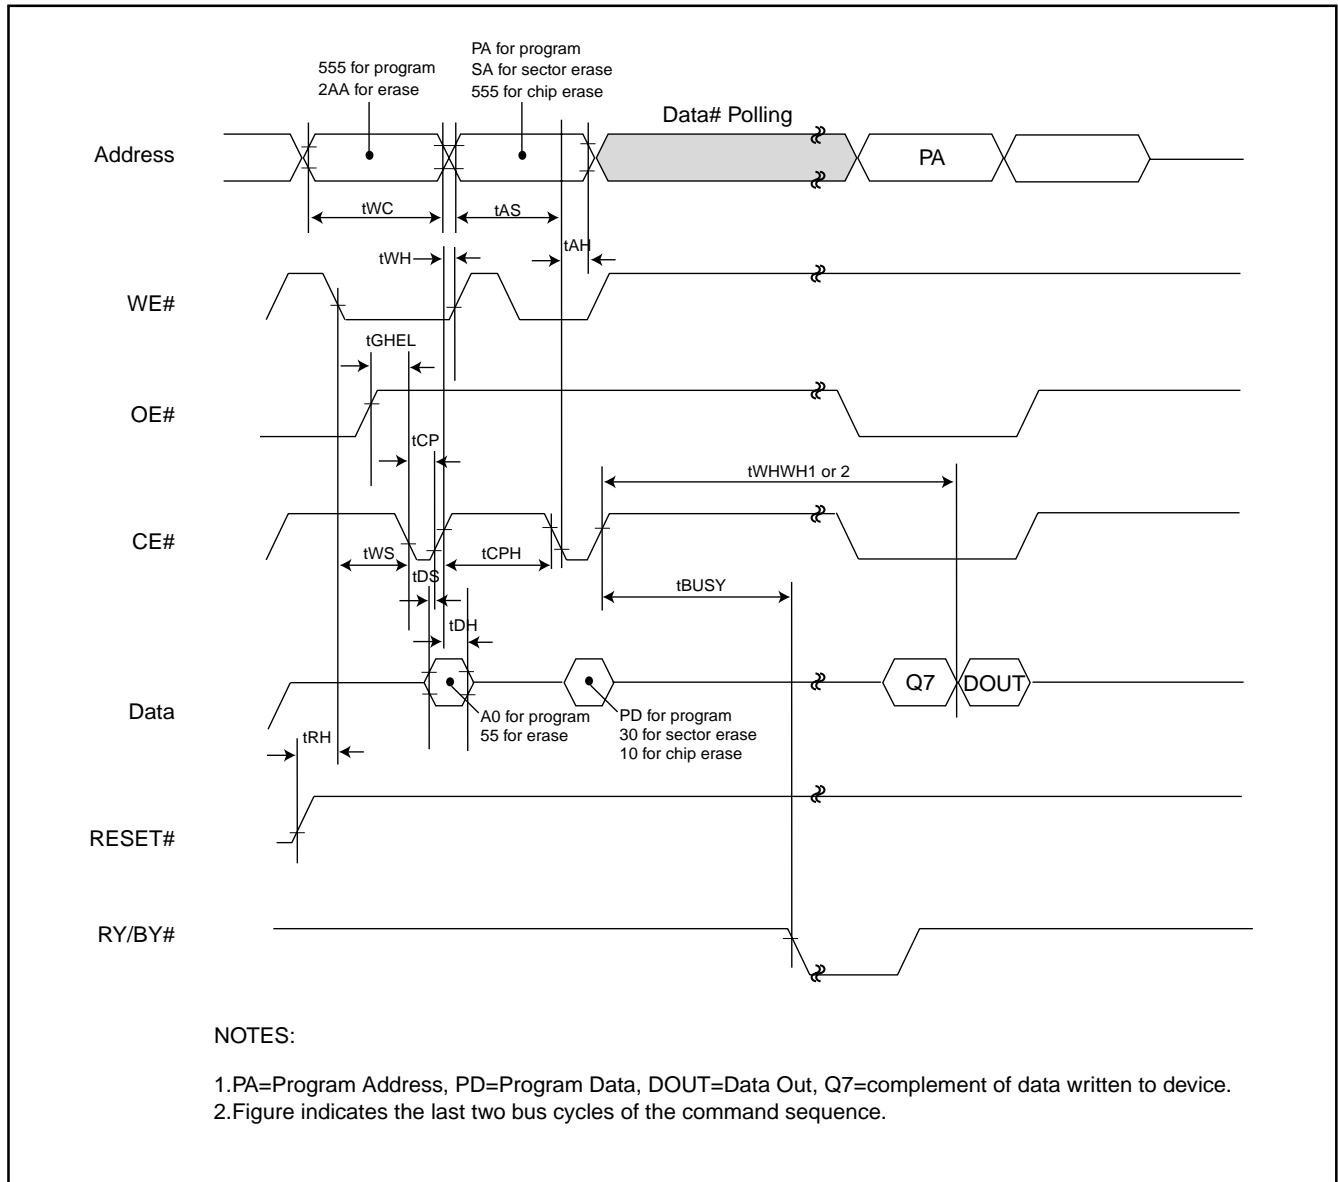 555 for program
2AA for erase
PA for program
SA for sector erase
555 for chip erase
Data# Polling
Address
PA
tWC
tAS
tAH
tWH
WE#
tGHEL
OE#
tCP
tWHWH1 or 2
CE#
tWS
tCPH
tDS
tBUSY
tDH
Q7
DOUT
Data
A0 for program
55 for erase
PD for program
30 for sector erase
10 for chip erase
tRH
RESET#
RY/BY#
NOTES:
1.PA=Program Address, PD=Program Data, DOUT=Data Out, Q7=complement of data written to device.
2.Figure indicates the last two bus cycles of the command sequence.